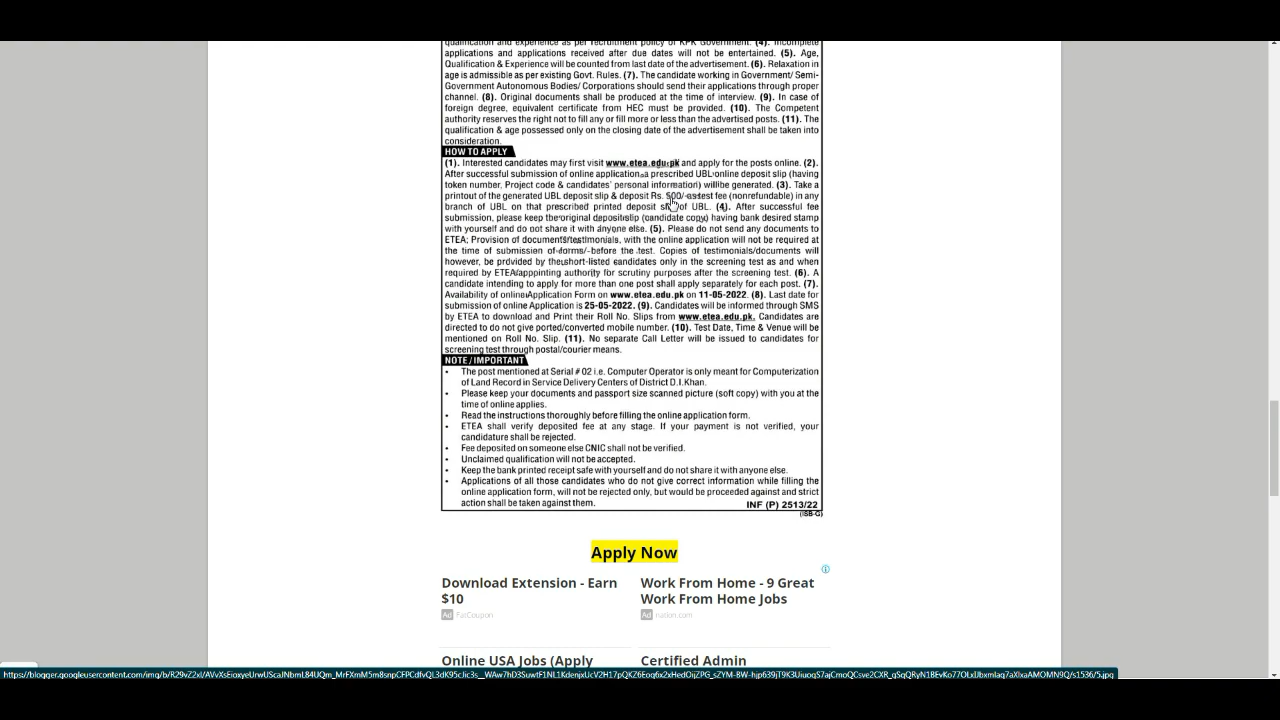 qualification and experience as per recruitment policy of KPK Government. (4). Incomplete
applications and applications received after due dates will not be entertained. (5). Age,
Qualification & Experience will be counted from last date of the advertisement. (6). Relaxation in
age is admissible as per existing Govt. Rules. (7). The candidate working in Government/ Semi-
Government Autonomous Bodies/ Corporations should send their applications through proper
channel. (8). Original documents shall be produced at the time of interview. (9). In case of
foreign degree, equivalent certificate from HEC must be provided. (10). The Competent
authority reserves the right not to fill any or fill more or less than the advertised posts. (11). The
qualification & age possessed only on the closing date of the advertisement shall be taken into
consideration.
HOW TO APPLY
(1). Interested candidates may first visit www.etea.edu.pk and apply for the posts online. (2).
After successful submission of online application a prescribed UBL online deposit slip (having
token number, Project code & candidates' personal information) will be generated. (3). Take a
printout of the generated UBL deposit slip & deposit Rs. 500/- as test fee (nonrefundable) in any
branch of UBL on that prescribed printed deposit slip of UBL. (4). After successful fee
submission, please keep the original deposit slip (candidate copy) having bank desired stamp
with yourself and do not share it with anyone else. (5). Please do not send any documents to
ETEA; Provision of documents/testimonials, with the online application will not be required at
the time of submission of forms/ before the test. Copies of testimonials/documents will
however, be provided by the short-listed candidates only in the screening test as and when
required by ETEA/appointing authority for scrutiny purposes after the screening test. (6). A
candidate intending to apply for more than one post shall apply separately for each post. (7).
Availability of online Application Form on www.etea.edu.pk on 11-05-2022. (8). Last date for
submission of online Application is 25-05-2022. (9). Candidates will be informed through SMS
by ETEA to download and Print their Roll No. Slips from www.etea.edu.pk. Candidates are
directed to do not give ported/converted mobile number. (10). Test Date, Time & Venue will be
mentioned on Roll No. Slip. (11). No separate Call Letter will be issued to candidates for
screening test through postal/courier means.
NOTE / IMPORTANT
• The post mentioned at Serial # 02 i.e. Computer Operator is only meant for Computerization
of Land Record in Service Delivery Centers of District D.I.Khan.
• Please keep your documents and passport size scanned picture (soft copy) with you at the
time of online applies.
• Read the instructions thoroughly before filling the online application form.
• ETEA shall verify deposited fee at any stage. If your payment is not verified, your
candidature shall be rejected.
• Fee deposited on someone else CNIC shall not be verified.
• Unclaimed qualification will not be accepted.
• Keep the bank printed receipt safe with yourself and do not share it with anyone else.
• Applications of all those candidates who do not give correct information while filling the
online application form, will not be rejected only, but would be proceeded against and strict
action shall be taken against them.
INF (P) 2513/22
(ISB-G)
Apply Now
Download Extension - Earn $10
Ad FatCoupon
Work From Home - 9 Great Work From Home Jobs
Ad nation.com
Online USA Jobs (Apply
Certified Admin